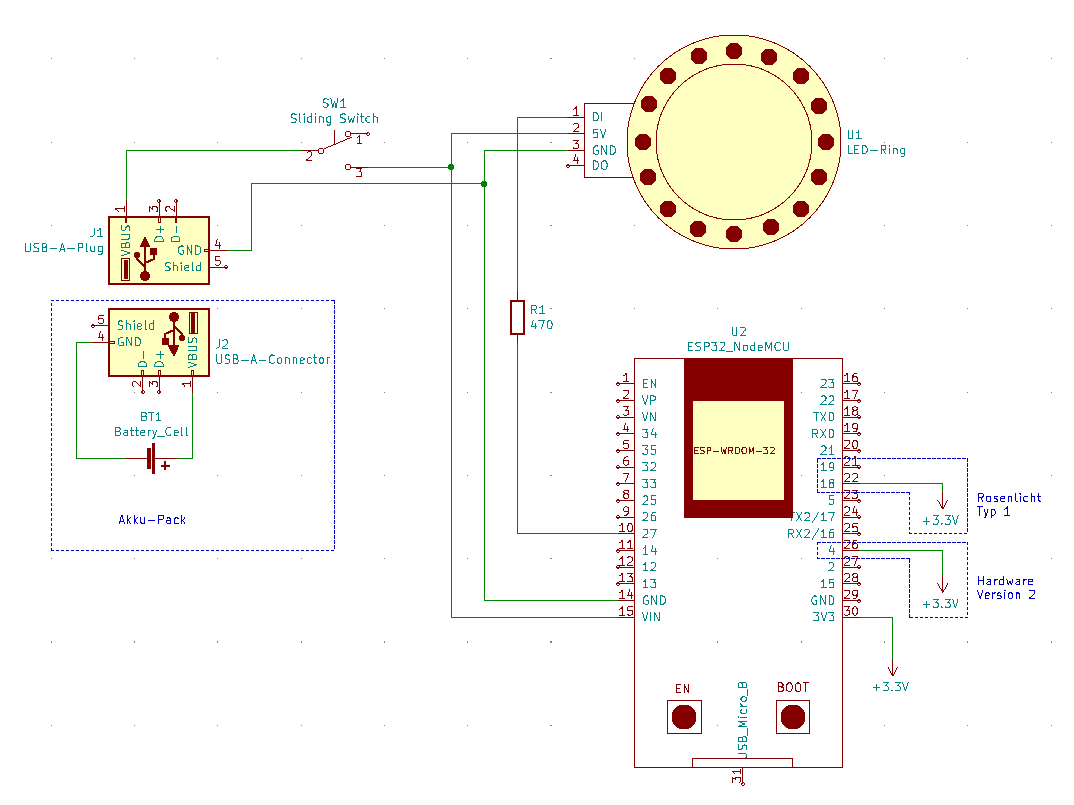 SW1
Sliding Switch
1
2
3
1
2
3
4
DI
5V
GND
DO
U1
LED-Ring
J1
USB-A-Plug
1
3
2
VBUS
D+
D-
GND
4
Shield
5
5
Shield
4
GND
J2
USB-A-Connector
D-
D+
VBUS
2
3
1
BT1
Battery_Cell
+
Akku-Pack
R1
470
U2
ESP32_NodeMCU
ESP-WROOM-32
1 EN
2 VP
3 VN
4 34
5 35
6 32
7 33
8 25
9 26
10 27
11 14
12 12
13 13
14 GND
15 VIN
23 16
22 17
TXD 18
RXD 19
21 20
19 21
18 22
5 23
TX2/17 24
RX2/16 25
4 26
2 27
15 28
GND 29
3V3 30
Rosenlicht
Typ 1
+3.3V
Hardware
Version 2
+3.3V
+3.3V
EN
BOOT
USB_Micro_B
31